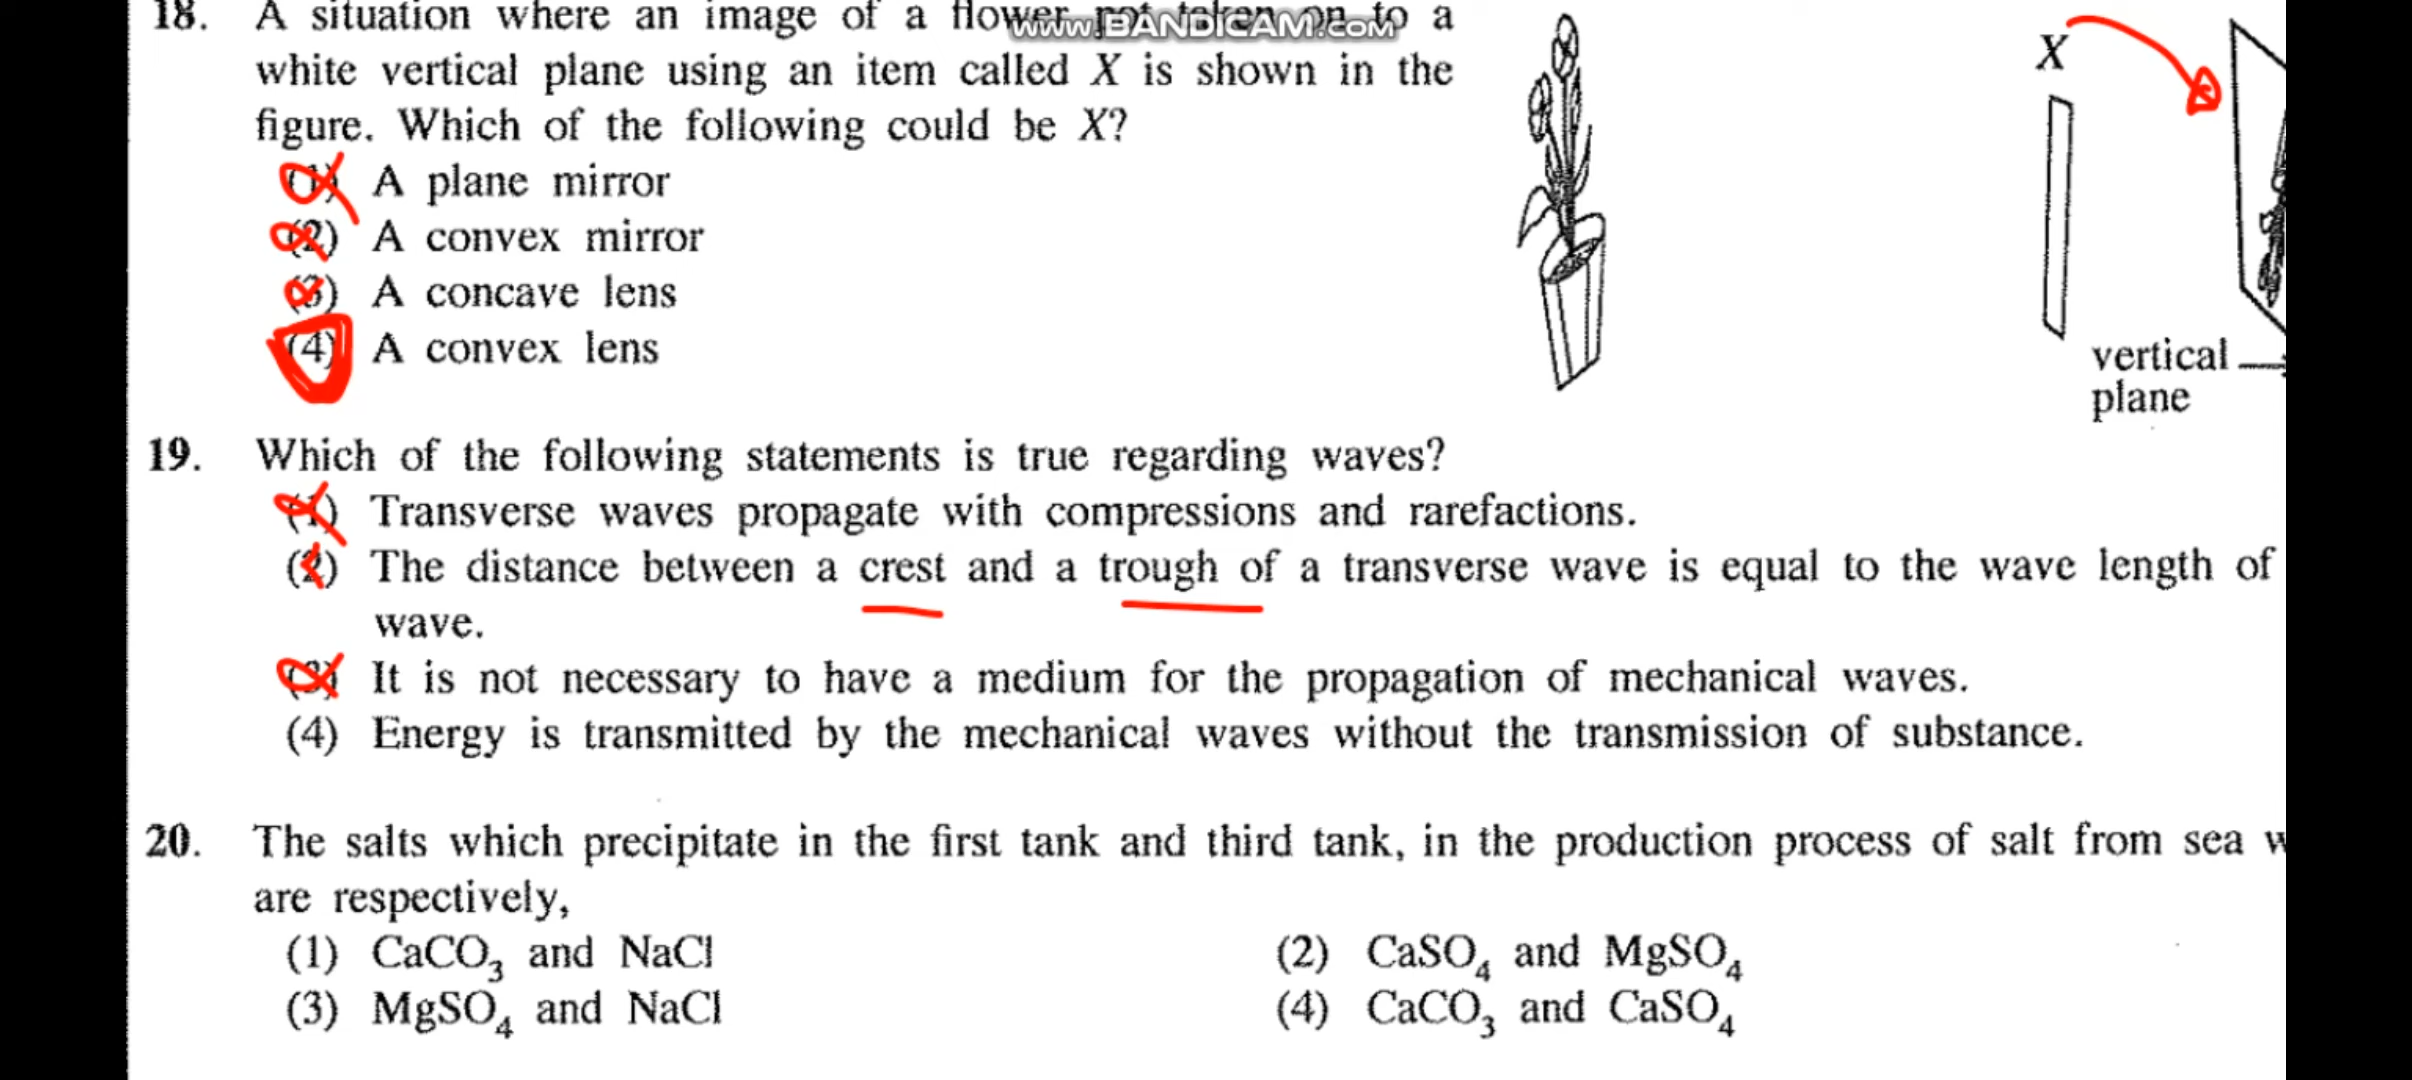 18. A situation where an image of a flower pot taken on to a
www.BANDICAM.com
white vertical plane using an item called X is shown in the
figure. Which of the following could be X?
(1) A plane mirror
(2) A convex mirror
(3) A concave lens
(4) A convex lens
X
vertical
plane
19. Which of the following statements is true regarding waves?
(1) Transverse waves propagate with compressions and rarefactions.
(2) The distance between a crest and a trough of a transverse wave is equal to the wave length of
wave.
(3) It is not necessary to have a medium for the propagation of mechanical waves.
(4) Energy is transmitted by the mechanical waves without the transmission of substance.
20. The salts which precipitate in the first tank and third tank, in the production process of salt from sea w
are respectively,
(1) CaCO₃ and NaCl (2) CaSO₄ and MgSO₄
(3) MgSO₄ and NaCl (4) CaCO₃ and CaSO₄